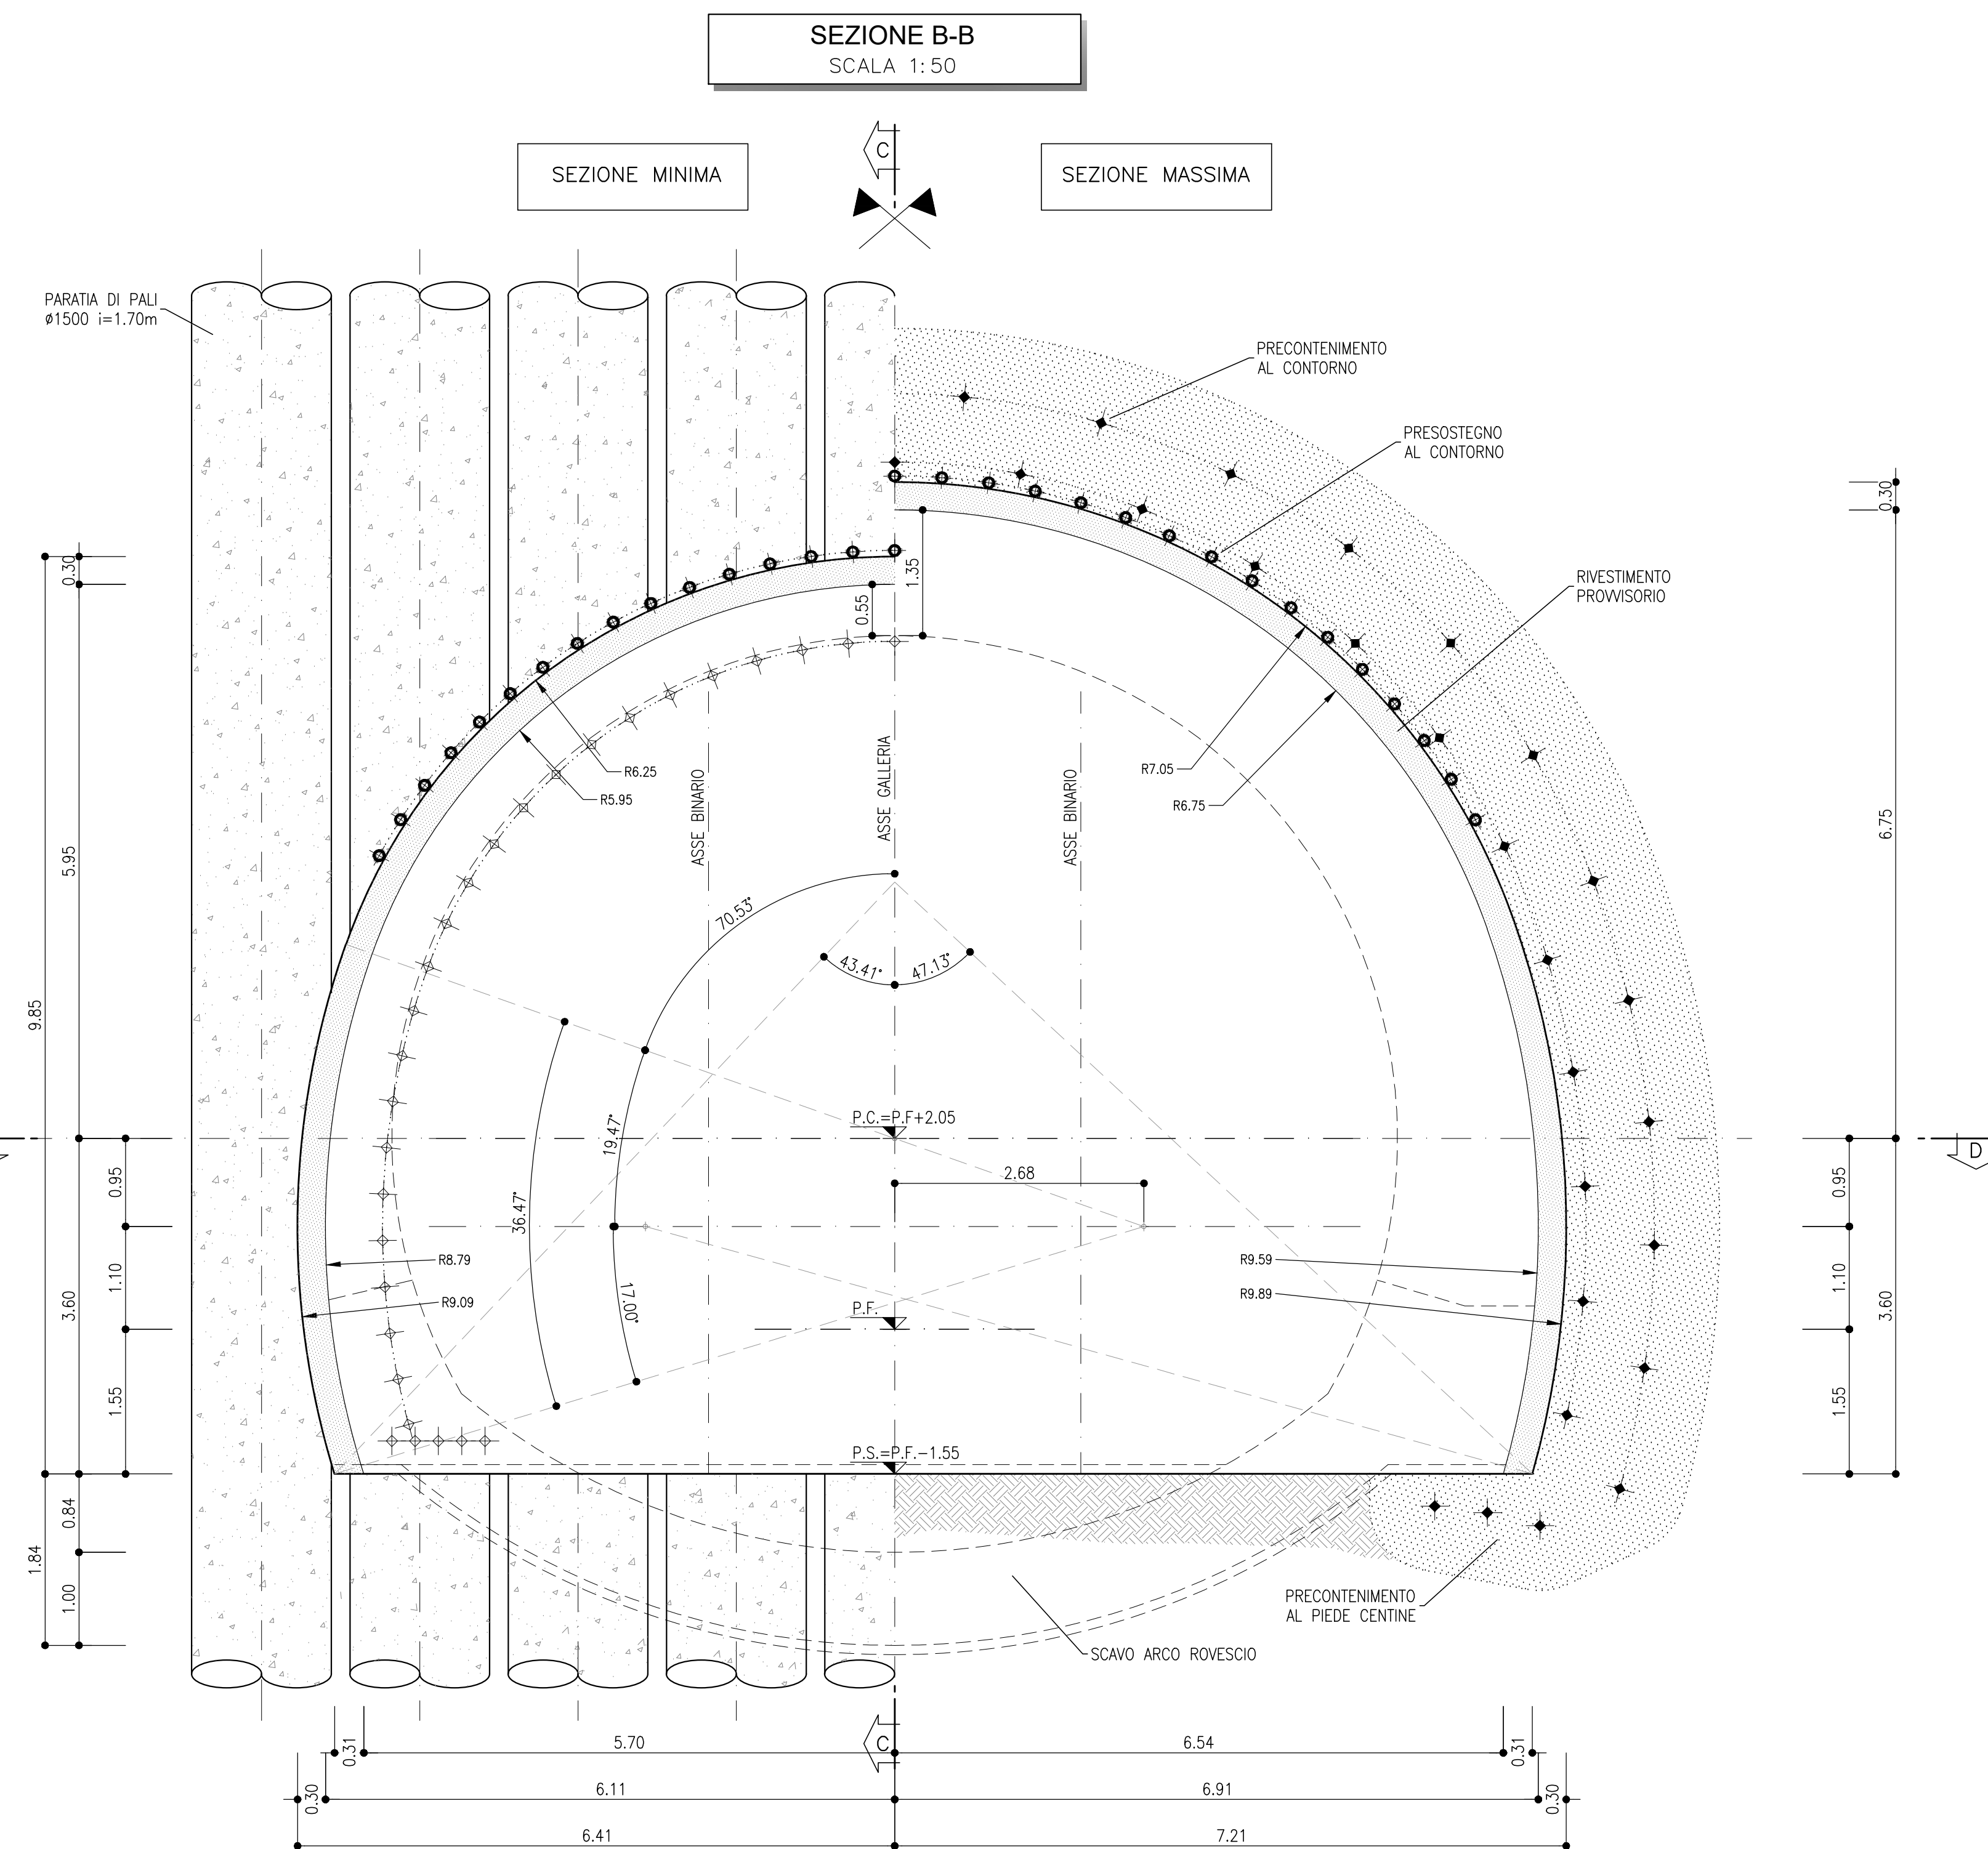 SEZIONE B-B
SCALA 1:50
C
SEZIONE MINIMA
SEZIONE MASSIMA
PARATIA DI PALI
ø1500 i=1.70m
PRECONTENIMENTO
AL CONTORNO
PRESOSTEGNO
AL CONTORNO
RIVESTIMENTO
PROVVISORIO
0.30
0.30
1.35
0.55
R6.25
R5.95
R7.05
R6.75
ASSE BINARIO
ASSE GALLERIA
ASSE BINARIO
5.95
6.75
70.53°
43.41°
47.13°
9.85
19.47°
36.47°
17.00°
P.C.=P.F+2.05
2.68
D
0.95
0.95
1.10
1.10
3.60
3.60
R8.79
R9.09
R9.59
R9.89
P.F.
1.55
1.55
P.S.=P.F.-1.55
0.84
1.84
1.00
PRECONTENIMENTO
AL PIEDE CENTINE
SCAVO ARCO ROVESCIO
0.31
5.70
C
6.54
0.31
0.30
6.11
6.91
0.30
6.41
7.21